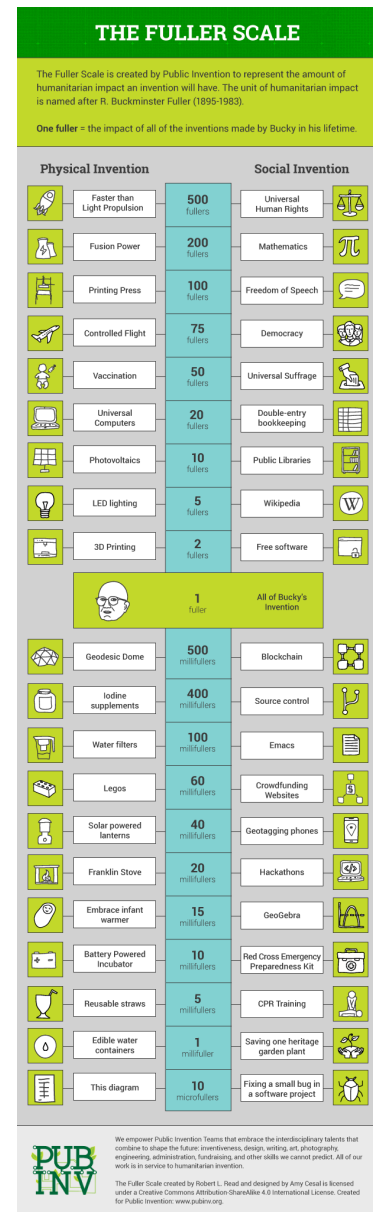 THE FULLER SCALE
The Fuller Scale is created by Public Invention to represent the amount of
humanitarian impact an invention will have. The unit of humanitarian impact
is named after R. Buckminster Fuller (1895-1983).
One fuller = the impact of all of the inventions made by Bucky in his lifetime.
Physical Invention
Social Invention
Faster than
Light Propulsion
500
fullers
Universal
Human Rights
Fusion Power
200
fullers
Mathematics
π
Printing Press
100
fullers
Freedom of Speech
Controlled Flight
75
fullers
Democracy
Vaccination
50
fullers
Universal Suffrage
Universal
Computers
20
fullers
Double-entry
bookkeeping
Photovoltaics
10
fullers
Public Libraries
LED lighting
5
fullers
Wikipedia
W
3D Printing
2
fullers
Free software
1
fuller
All of Bucky's
Invention
Geodesic Dome
500
millifullers
Blockchain
Iodine
supplements
400
millifullers
Source control
Water filters
100
millifullers
Emacs
Legos
60
millifullers
Crowdfunding
Websites
$
Solar powered
lanterns
40
millifullers
Geotagging phones
Franklin Stove
20
millifullers
Hackathons
</>
Embrace infant
warmer
15
millifullers
GeoGebra
+ -
Battery Powered
Incubator
10
millifullers
Red Cross Emergency
Preparedness Kit
Reusable straws
5
millifullers
CPR Training
Edible water
containers
1
millifuller
Saving one heritage
garden plant
This diagram
10
microfullers
Fixing a small bug in
a software project
PUB
INV
We empower Public Invention Teams that embrace the interdisciplinary talents that
combine to shape the future: inventiveness, design, writing, art, photography,
engineering, administration, fundraising, and other skills we cannot predict. All of our
work is in service to humanitarian invention.
The Fuller Scale created by Robert L. Read and designed by Amy Cesal is licensed
under a Creative Commons Attribution-ShareAlike 4.0 International License. Created
for Public Invention: www.pubinv.org.